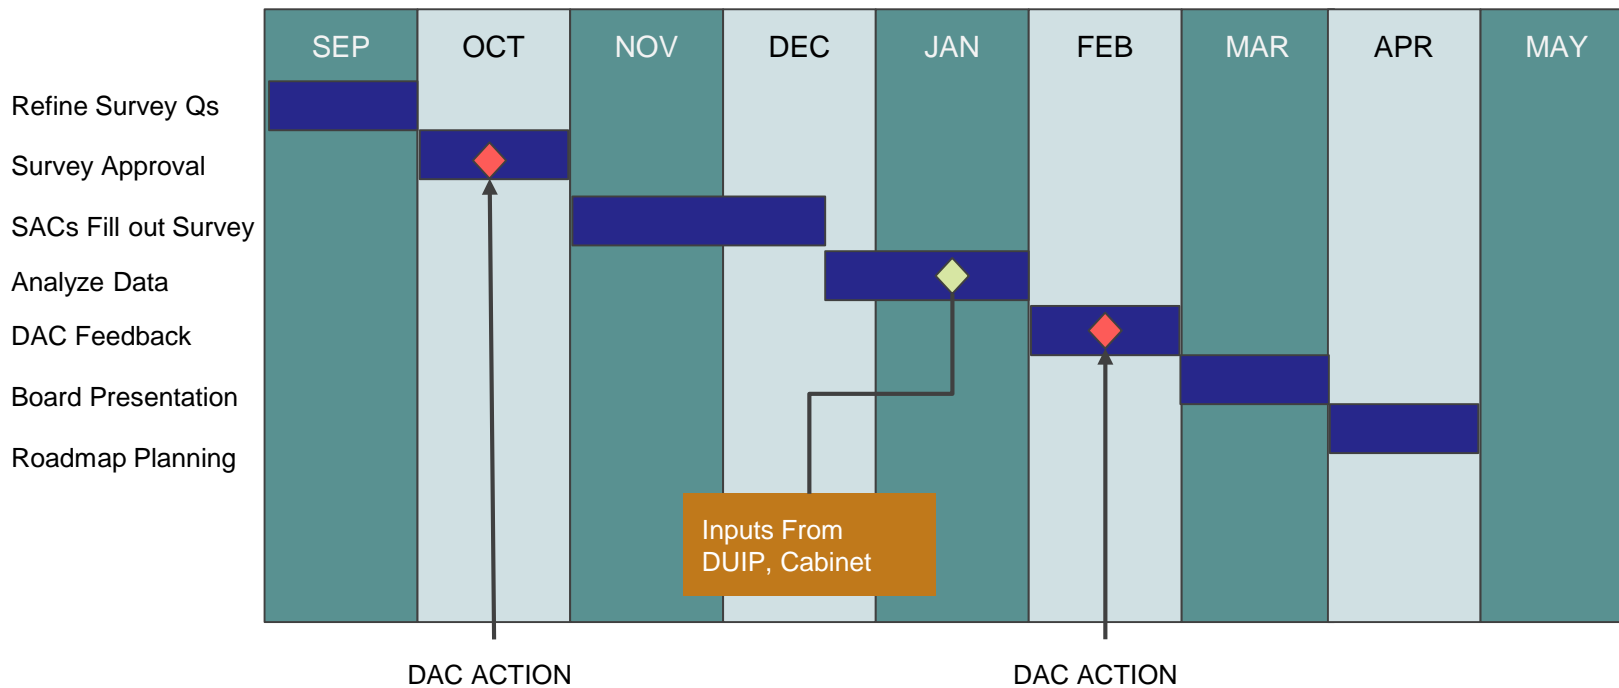 SEP OCT NOV DEC JAN FEB MAR APR MAY
Refine Survey Qs
Survey Approval
SACs Fill out Survey
Analyze Data
DAC Feedback
Board Presentation
Roadmap Planning
Inputs From
DUIP, Cabinet
DAC ACTION
DAC ACTION